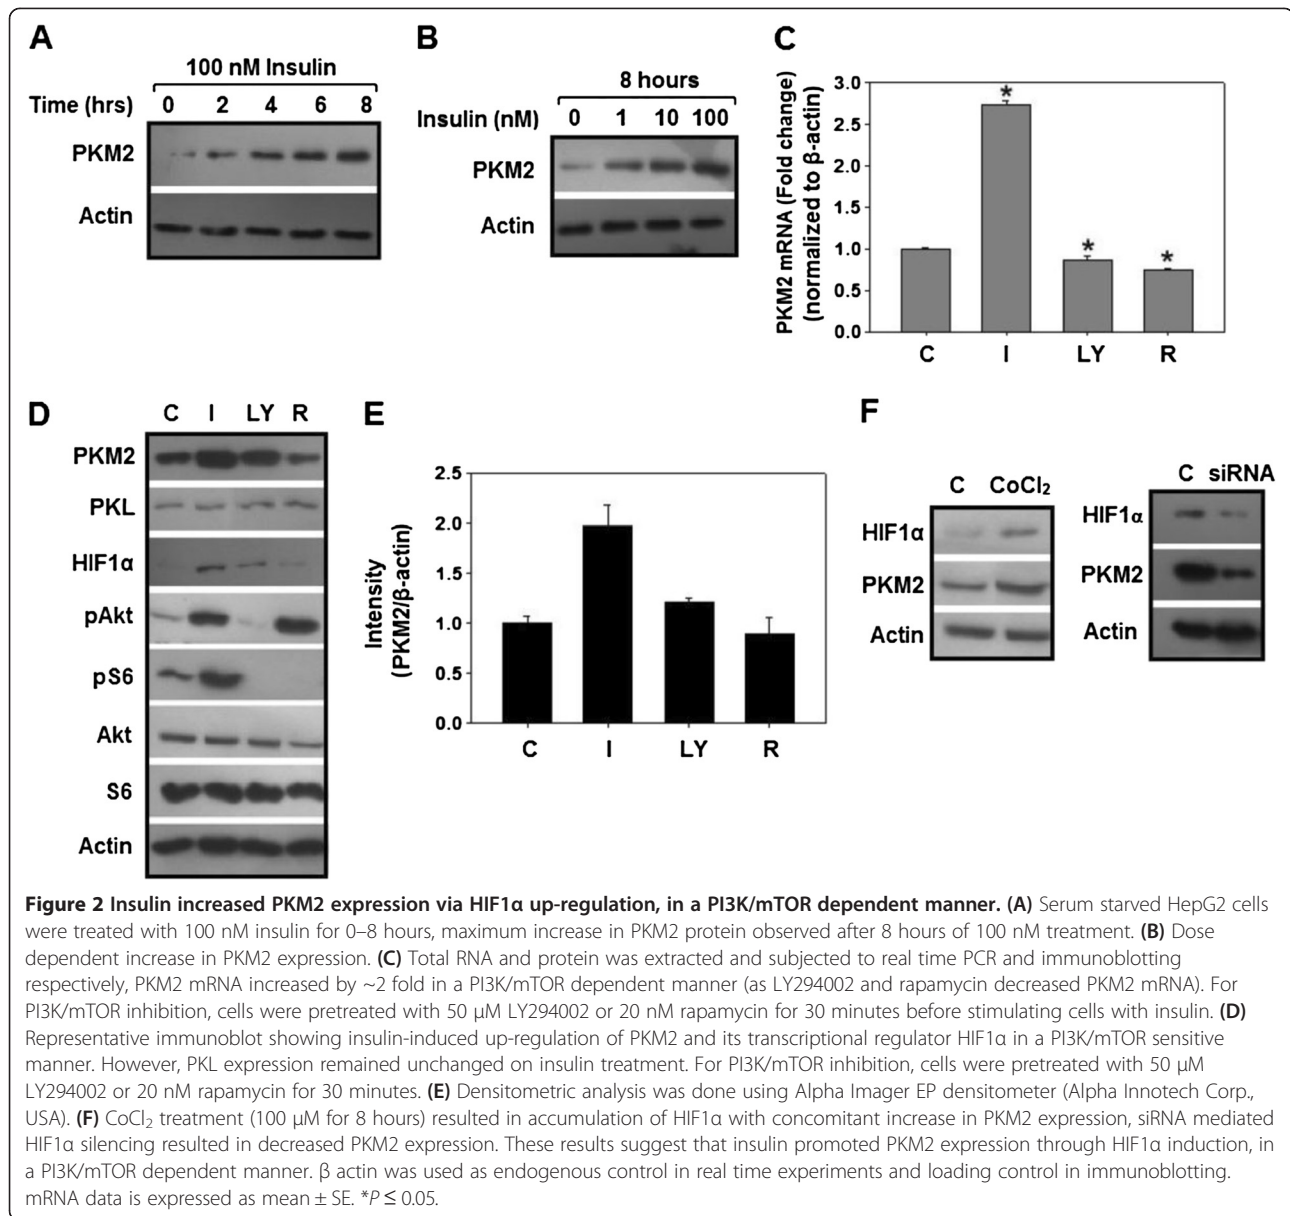 A
100 nM Insulin
Time (hrs) 0 2 4 6 8
PKM2
Actin
B
8 hours
Insulin (nM) 0 1 10 100
PKM2
Actin
C
PKM2 mRNA (Fold change)
(normalized to β-actin)
3.0
2.5
2.0
1.5
1.0
0.5
0.0
* * *
C I LY R
D
C I LY R
PKM2
PKL
HIF1α
pAkt
pS6
Akt
S6
Actin
E
Intensity
(PKM2/β-actin)
2.5
2.0
1.5
1.0
0.5
0.0
C I LY R
F
C CoCl₂
HIF1α
PKM2
Actin
C siRNA
HIF1α
PKM2
Actin
Figure 2 Insulin increased PKM2 expression via HIF1α up-regulation, in a PI3K/mTOR dependent manner. (A) Serum starved HepG2 cells
were treated with 100 nM insulin for 0–8 hours, maximum increase in PKM2 protein observed after 8 hours of 100 nM treatment. (B) Dose
dependent increase in PKM2 expression. (C) Total RNA and protein was extracted and subjected to real time PCR and immunoblotting
respectively, PKM2 mRNA increased by ~2 fold in a PI3K/mTOR dependent manner (as LY294002 and rapamycin decreased PKM2 mRNA). For
PI3K/mTOR inhibition, cells were pretreated with 50 μM LY294002 or 20 nM rapamycin for 30 minutes before stimulating cells with insulin. (D)
Representative immunoblot showing insulin-induced up-regulation of PKM2 and its transcriptional regulator HIF1α in a PI3K/mTOR sensitive
manner. However, PKL expression remained unchanged on insulin treatment. For PI3K/mTOR inhibition, cells were pretreated with 50 μM
LY294002 or 20 nM rapamycin for 30 minutes. (E) Densitometric analysis was done using Alpha Imager EP densitometer (Alpha Innotech Corp.,
USA). (F) CoCl₂ treatment (100 μM for 8 hours) resulted in accumulation of HIF1α with concomitant increase in PKM2 expression, siRNA mediated
HIF1α silencing resulted in decreased PKM2 expression. These results suggest that insulin promoted PKM2 expression through HIF1α induction, in
a PI3K/mTOR dependent manner. β actin was used as endogenous control in real time experiments and loading control in immunoblotting.
mRNA data is expressed as mean ± SE. *P ≤ 0.05.